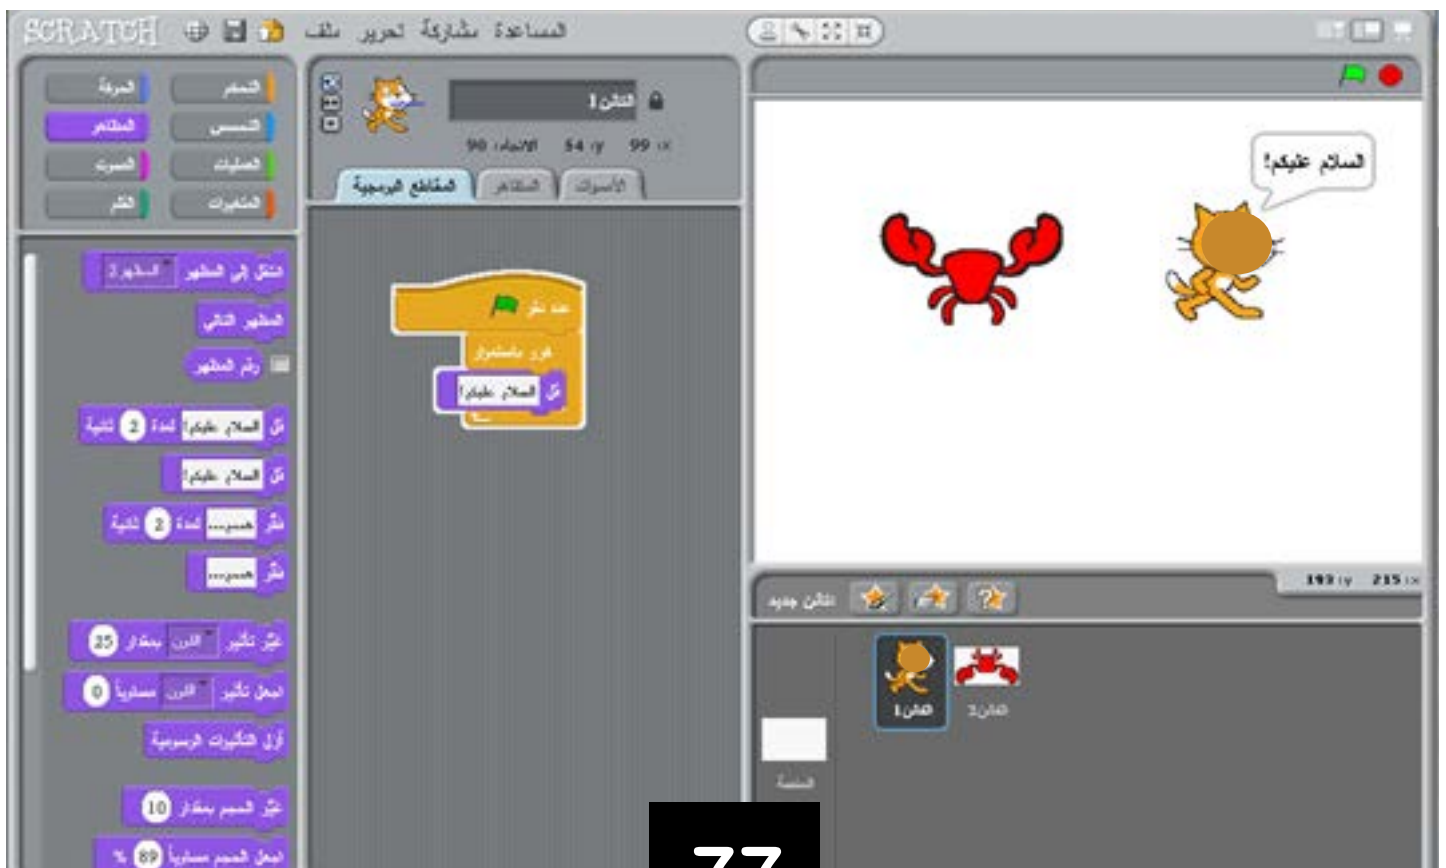 SCRATCH
ملف تحرير مشاركة المساعدة
الحركة
التحكم
المظاهر
التحسس
الصوت
العمليات
القلم
المتغيرات
انتقل إلى المظهر المظهر2
المظهر التالي
رقم المظهر
قل السلام عليكم! لمدة 2 ثانية
قل السلام عليكم!
فكّر همم... لمدة 2 ثانية
فكّر همم...
غيّر تأثير اللون بمقدار 25
اجعل تأثير اللون مساوياً 0
أزل التأثيرات الرسومية
غيّر الحجم بمقدار 10
اجعل الحجم مساوياً 89 %
الكائن1
x: 99 y: 54 الاتجاه: 90
المقاطع البرمجية
المظاهر
الأصوات
عند نقر
كرر باستمرار
قل السلام عليكم!
السلام عليكم!
x: 215 y: 193
كائن جديد
الكائن1
الكائن2
المنصة